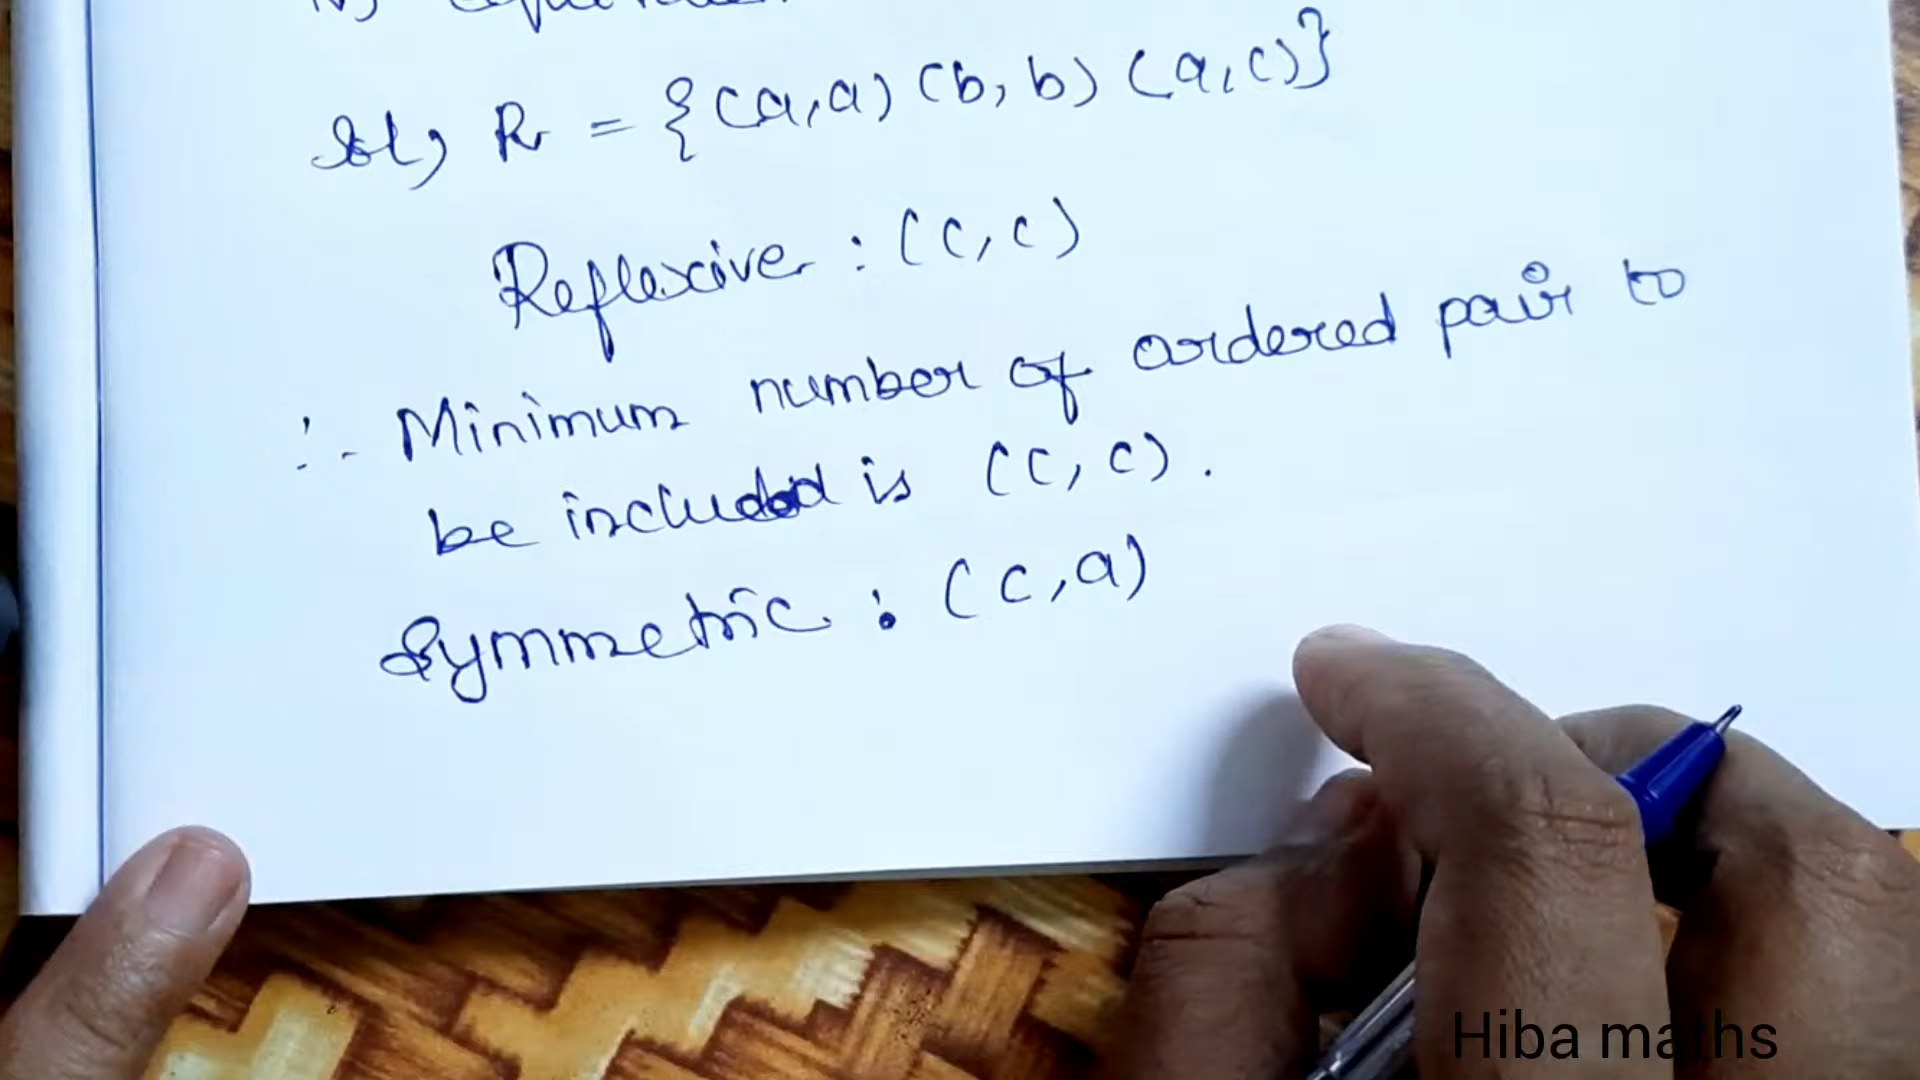 Sol, R = {(a,a) (b,b) (a,c)}
Reflexive : (c,c)
∴ Minimum number of ordered pair to
be included is (c,c).
Symmetric : (c,a)
Hiba maths